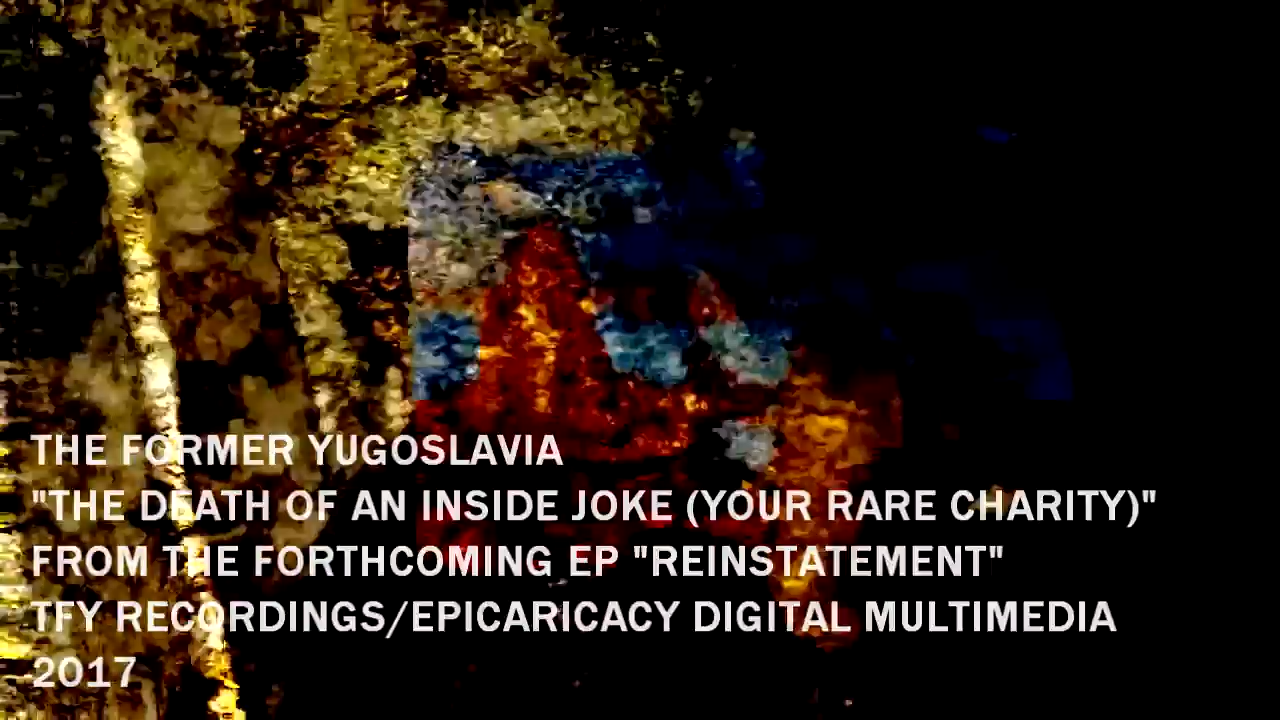 THE FORMER YUGOSLAVIA
"THE DEATH OF AN INSIDE JOKE (YOUR RARE CHARITY)"
FROM THE FORTHCOMING EP "REINSTATEMENT"
TFY RECORDINGS/EPICARICACY DIGITAL MULTIMEDIA
2017